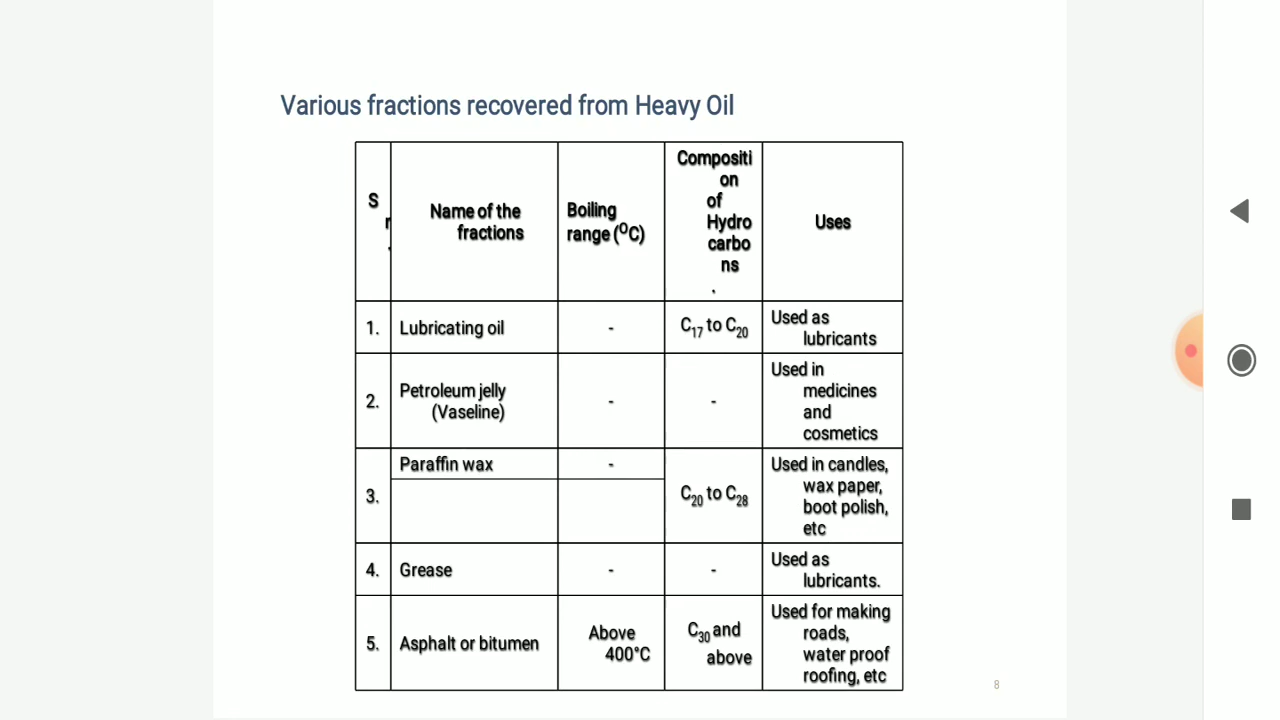 Various fractions recovered from Heavy Oil
S
r
.
Name of the
fractions
Boiling
range (⁰C)
Compositi
on
of
Hydro
carbo
ns
.
Uses
1.
Lubricating oil
-
C₁₇ to C₂₀
Used as
lubricants
2.
Petroleum jelly
(Vaseline)
-
-
Used in
medicines
and
cosmetics
3.
Paraffin wax
-
C₂₀ to C₂₈
Used in candles,
wax paper,
boot polish,
etc
4.
Grease
-
-
Used as
lubricants.
5.
Asphalt or bitumen
Above
400°C
C₃₀ and
above
Used for making
roads,
water proof
roofing, etc
8